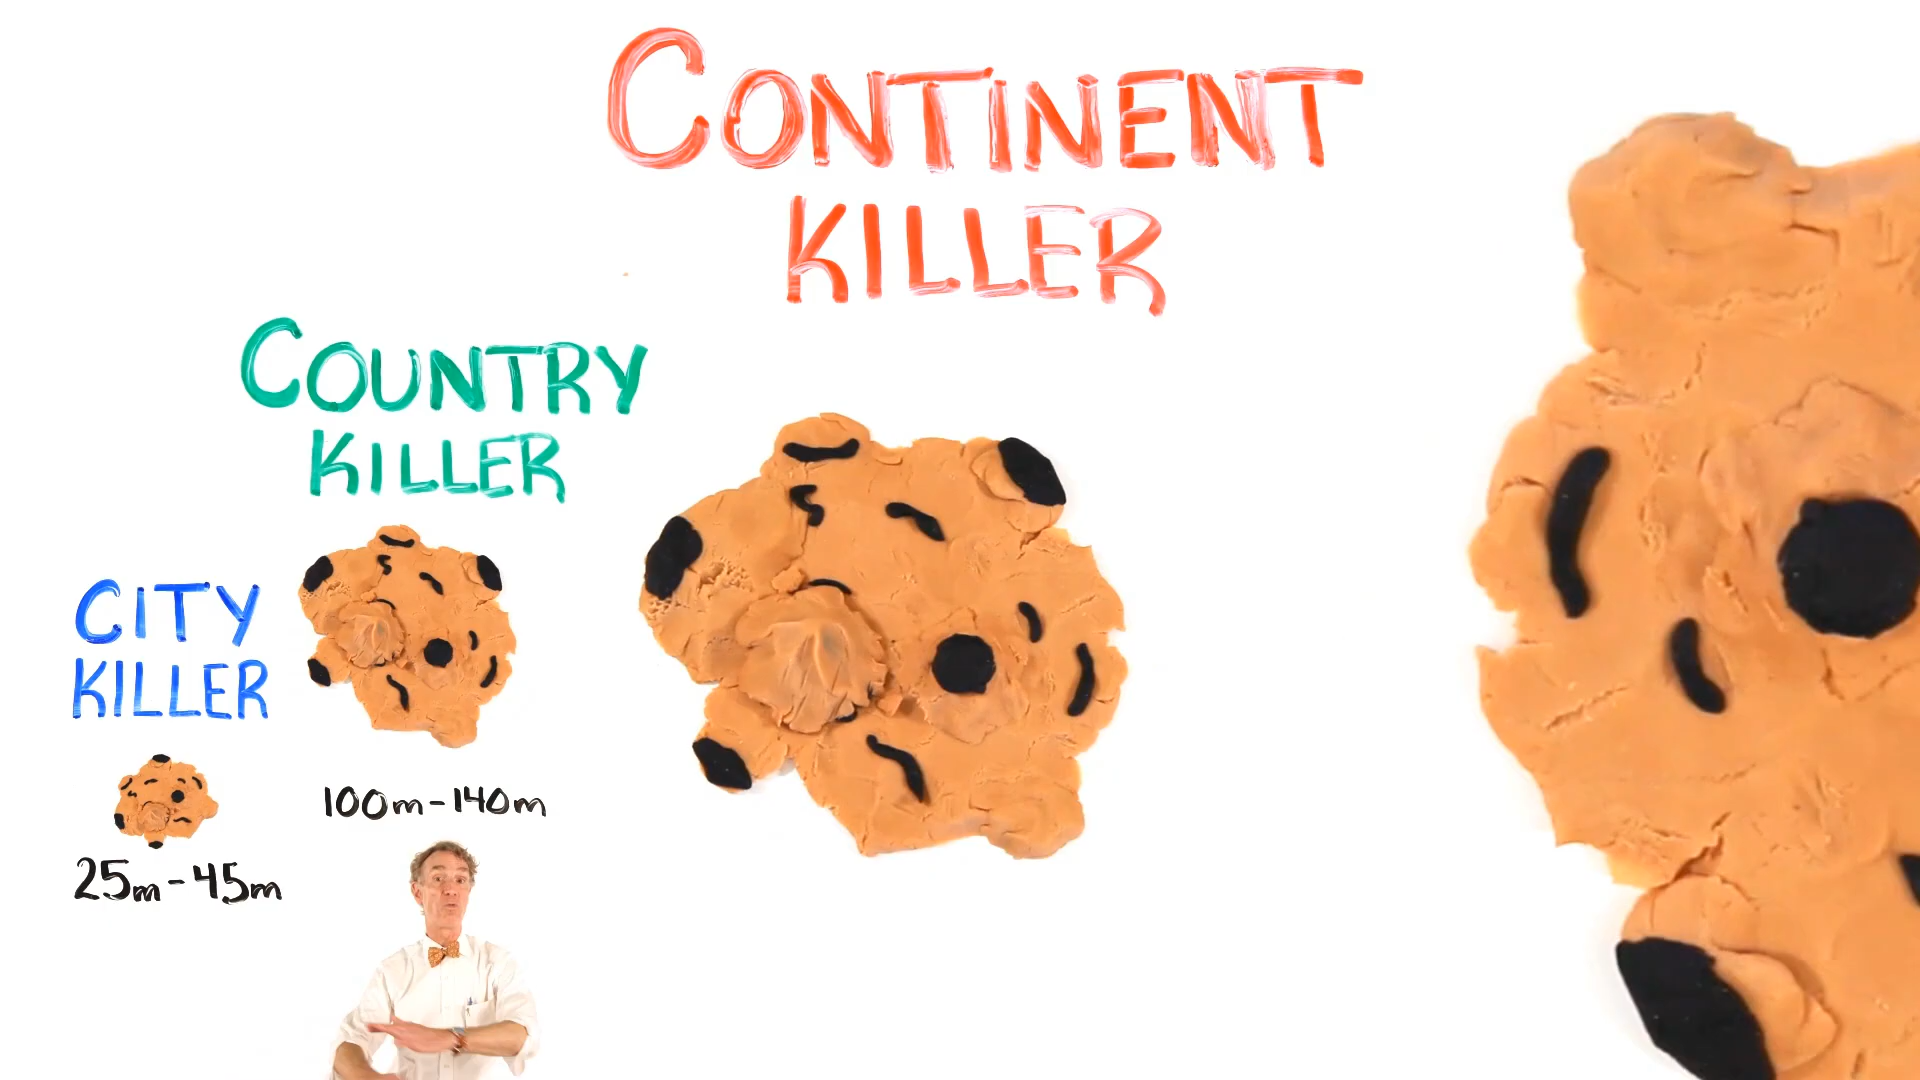 CONTINENT
KILLER
COUNTRY
KILLER
CITY
KILLER
100m-140m
25m-45m